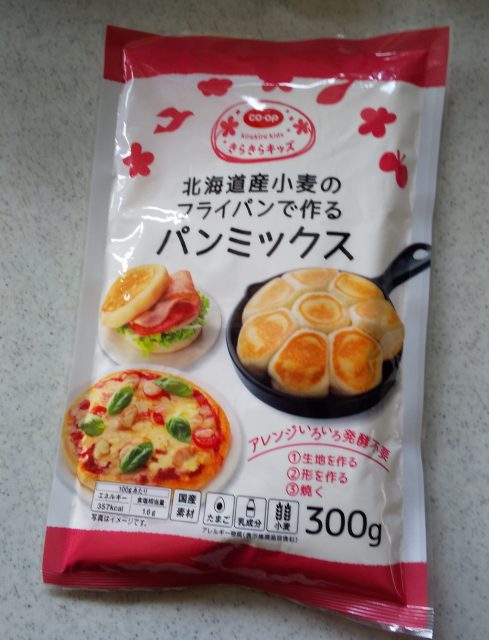 co·op
kirakira kids
きらきらキッズ
北海道産小麦の
フライパンで作る
パンミックス
アレンジいろいろ発酵不要
①生地を作る
②形を作る
③焼く
100g あたり
エネルギー 食塩相当量
357kcal 1.6g
写真はイメージです。
国産
素材
たまご
乳成分
小麦
300g